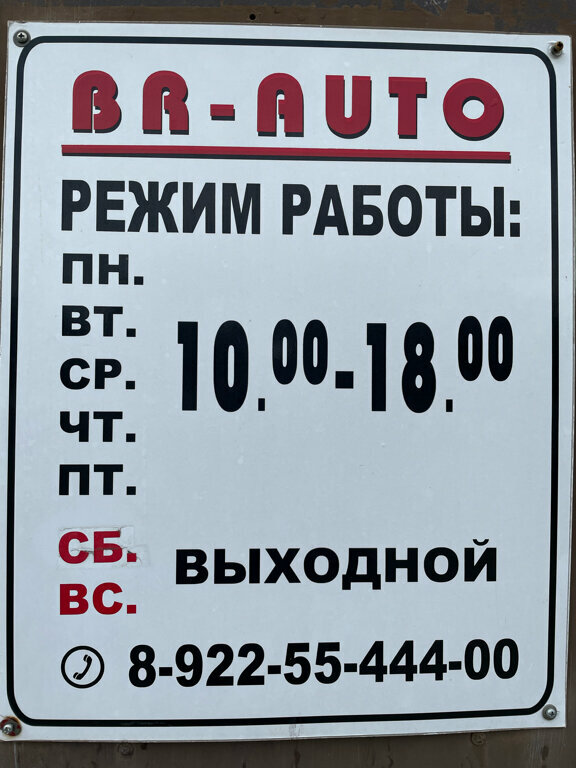 BR-AUTO
РЕЖИМ РАБОТЫ:
ПН.
ВТ.
СР.
ЧТ.
ПТ.
10.00-18.00
СБ.
ВС.
ВЫХОДНОЙ
8-922-55-444-00